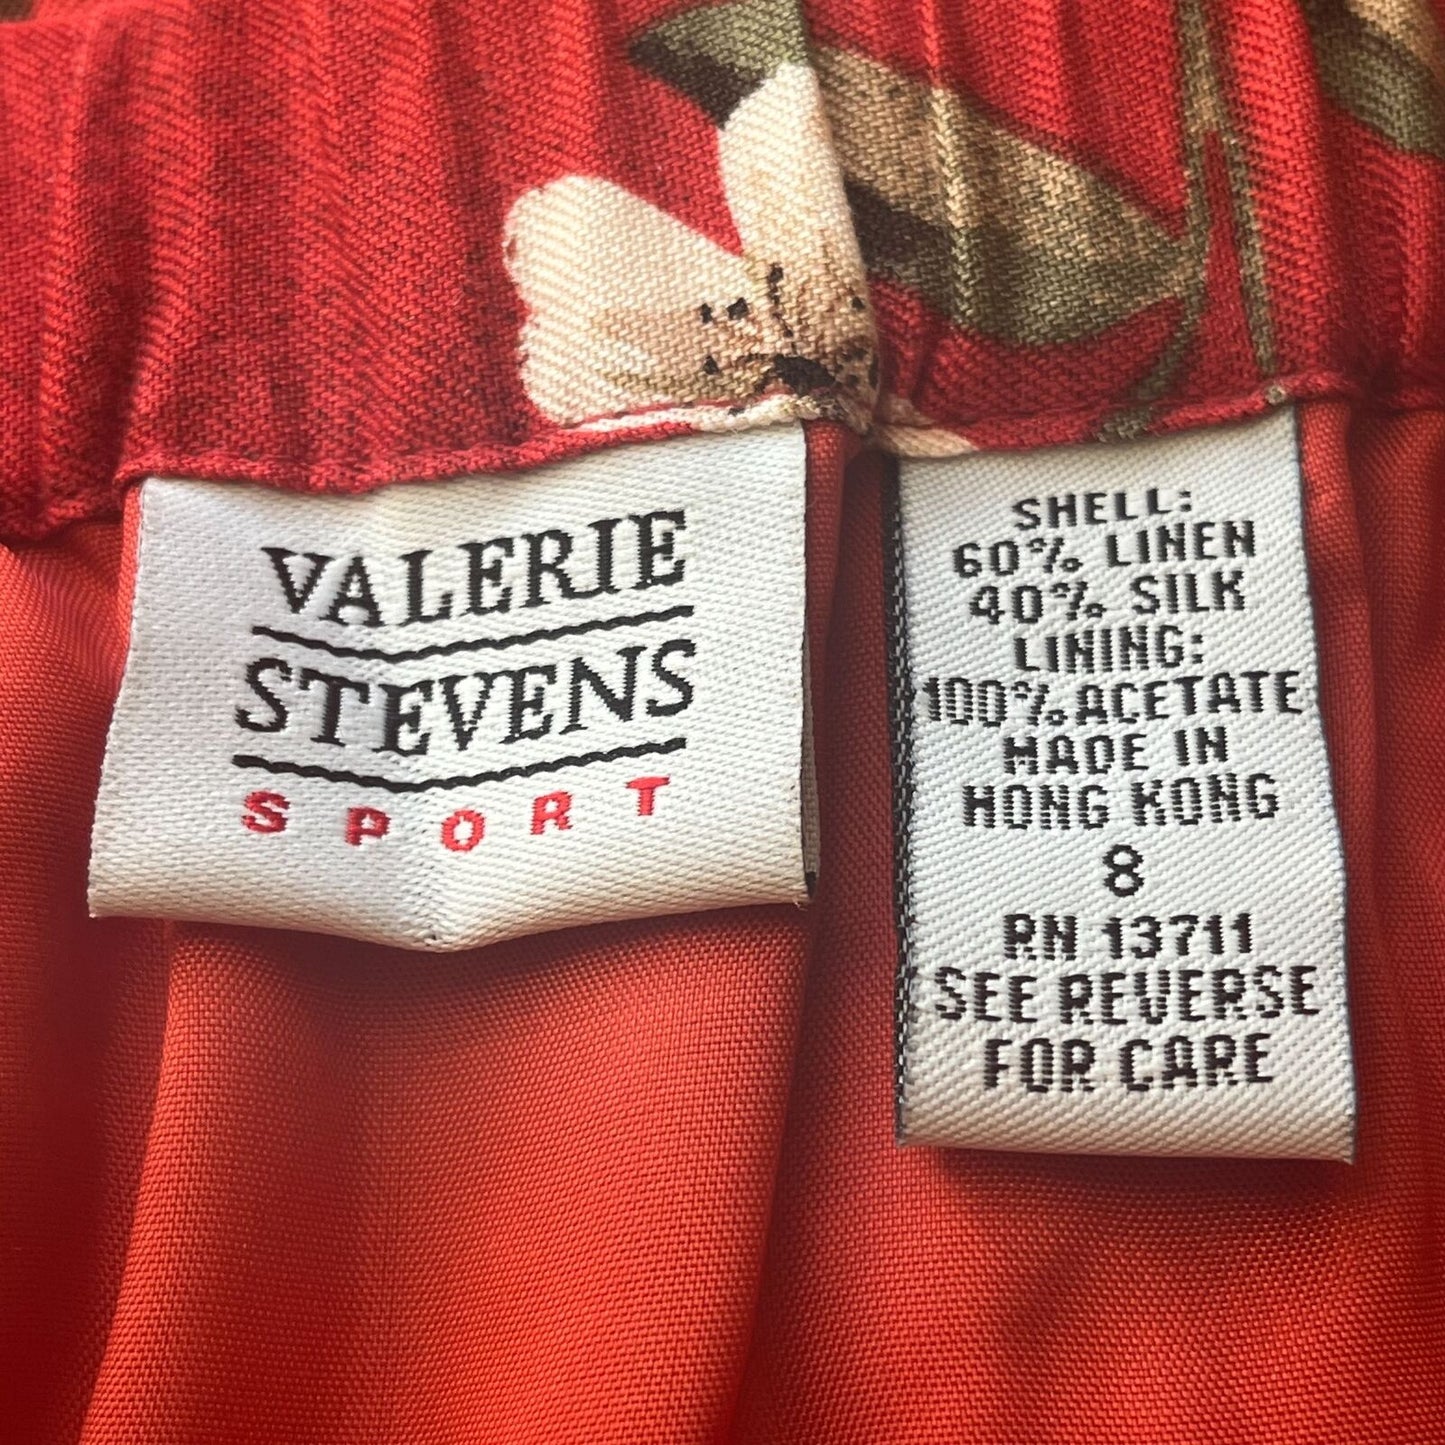 VALERIE
STEVENS
SPORT
SHELL:
60% LINEN
40% SILK
LINING:
100% ACETATE
MADE IN
HONG KONG
8
RN 13711
SEE REVERSE
FOR CARE